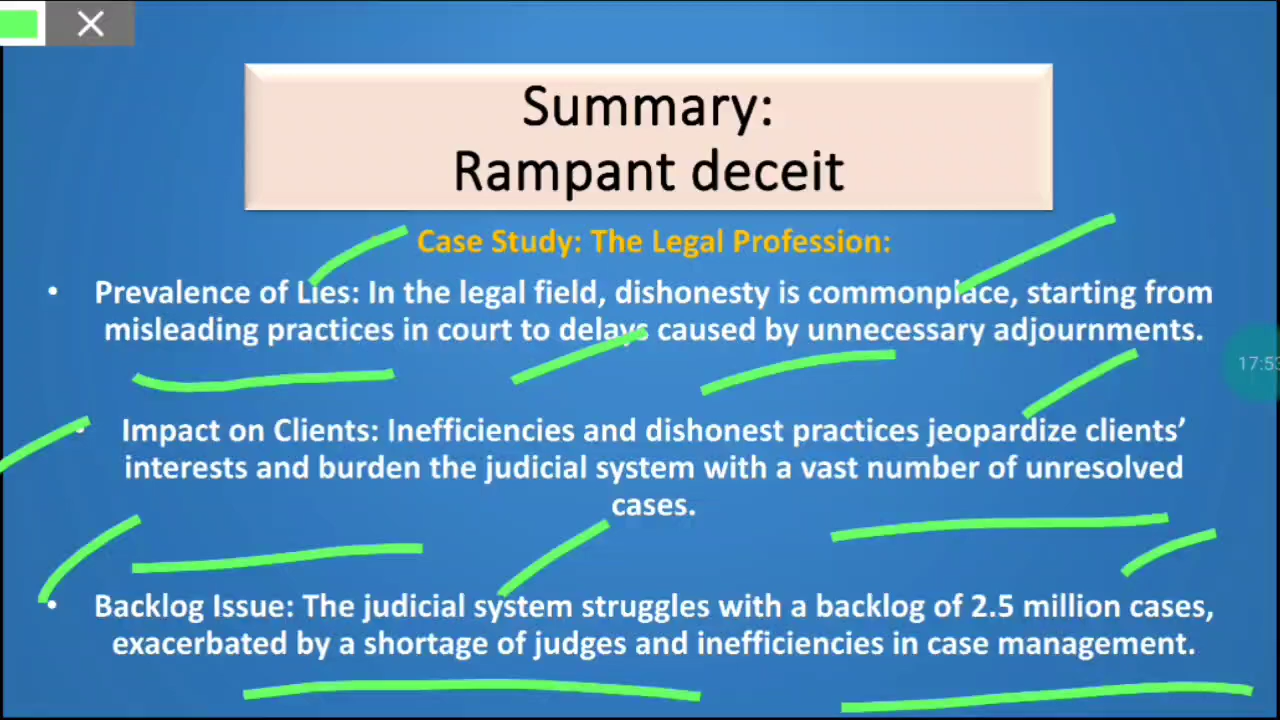 Summary:
Rampant deceit
Case Study: The Legal Profession:
• Prevalence of Lies: In the legal field, dishonesty is commonplace, starting from
misleading practices in court to delays caused by unnecessary adjournments.
17:53
• Impact on Clients: Inefficiencies and dishonest practices jeopardize clients’
interests and burden the judicial system with a vast number of unresolved
cases.
• Backlog Issue: The judicial system struggles with a backlog of 2.5 million cases,
exacerbated by a shortage of judges and inefficiencies in case management.